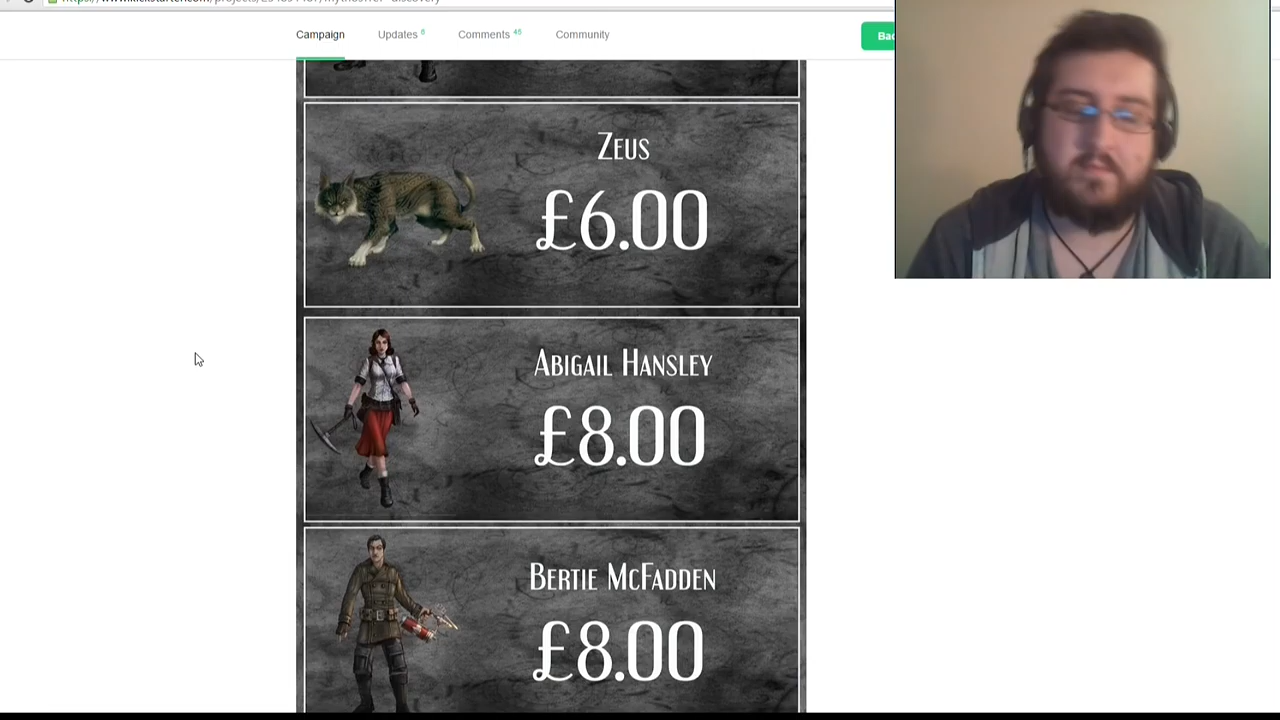 Campaign Updates 6 Comments 45 Community
Zeus
£6.00
Abigail Hansley
£8.00
Bertie McFadden
£8.00